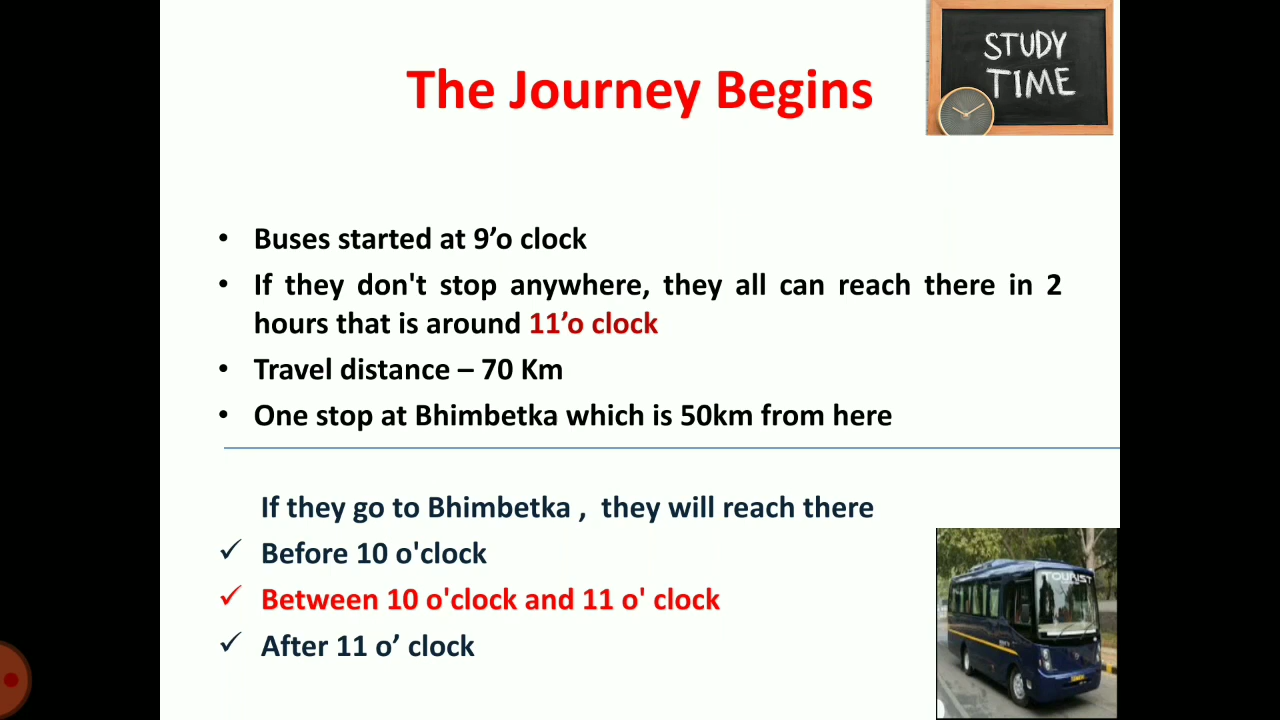 STUDY
TIME
The Journey Begins
• Buses started at 9’o clock
• If they don't stop anywhere, they all can reach there in 2
hours that is around 11’o clock
• Travel distance – 70 Km
• One stop at Bhimbetka which is 50km from here
If they go to Bhimbetka , they will reach there
✓ Before 10 o'clock
✓ Between 10 o'clock and 11 o' clock
✓ After 11 o’ clock
TOURIST